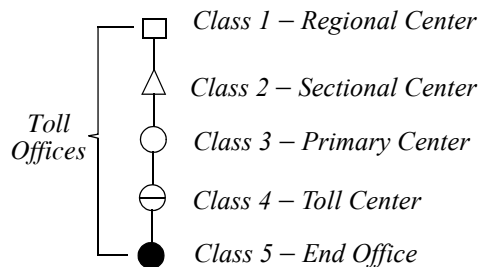 Class 1 – Regional Center
Class 2 – Sectional Center
Toll
Offices
Class 3 – Primary Center
Class 4 – Toll Center
Class 5 – End Office